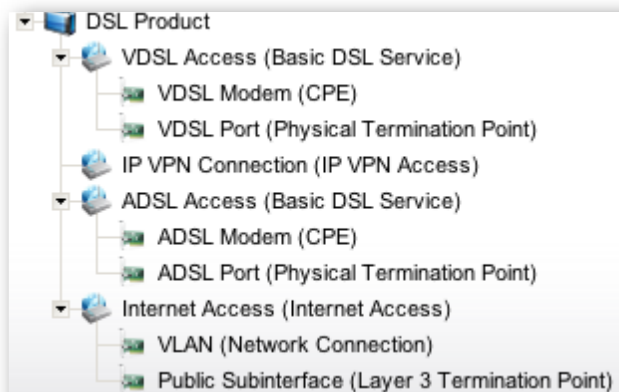 DSL Product
VDSL Access (Basic DSL Service)
VDSL Modem (CPE)
VDSL Port (Physical Termination Point)
IP VPN Connection (IP VPN Access)
ADSL Access (Basic DSL Service)
ADSL Modem (CPE)
ADSL Port (Physical Termination Point)
Internet Access (Internet Access)
VLAN (Network Connection)
Public Subinterface (Layer 3 Termination Point)